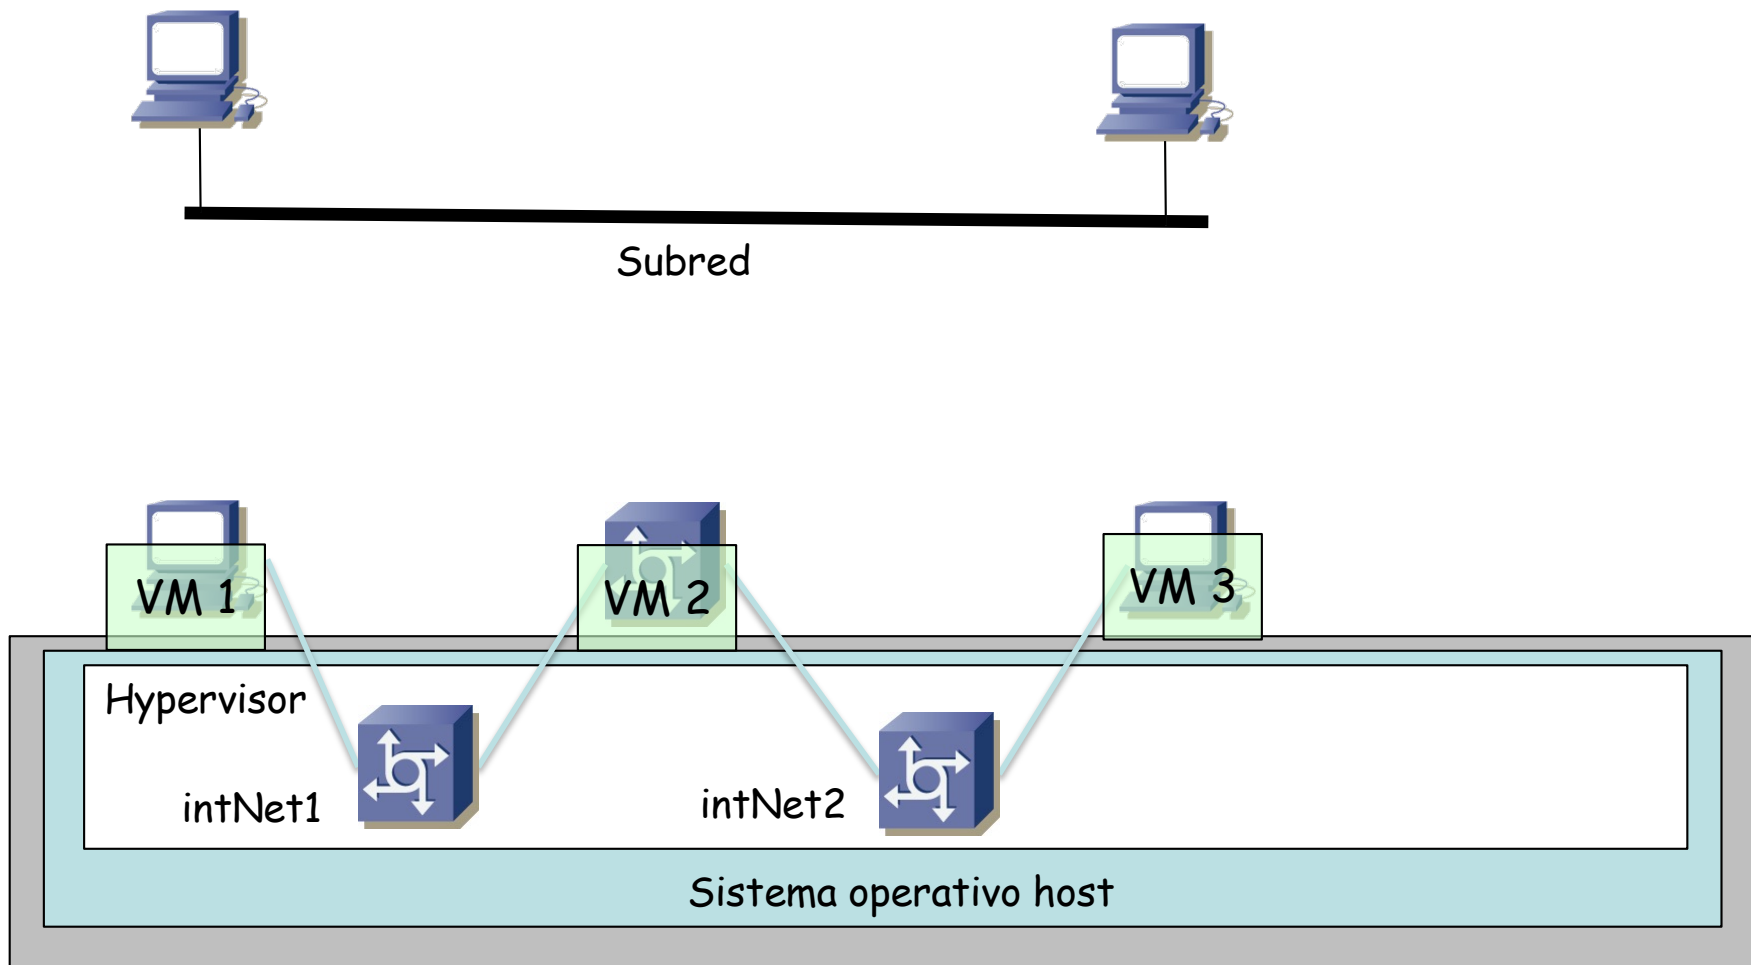 Subred
VM 1
VM 2
VM 3
Hypervisor
intNet1
intNet2
Sistema operativo host